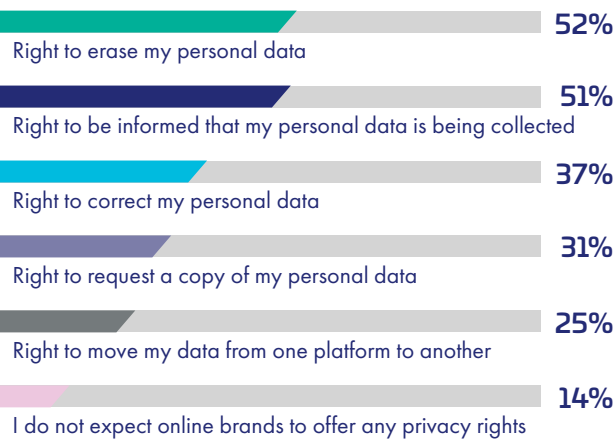 52%
Right to erase my personal data
51%
Right to be informed that my personal data is being collected
37%
Right to correct my personal data
31%
Right to request a copy of my personal data
25%
Right to move my data from one platform to another
14%
I do not expect online brands to offer any privacy rights